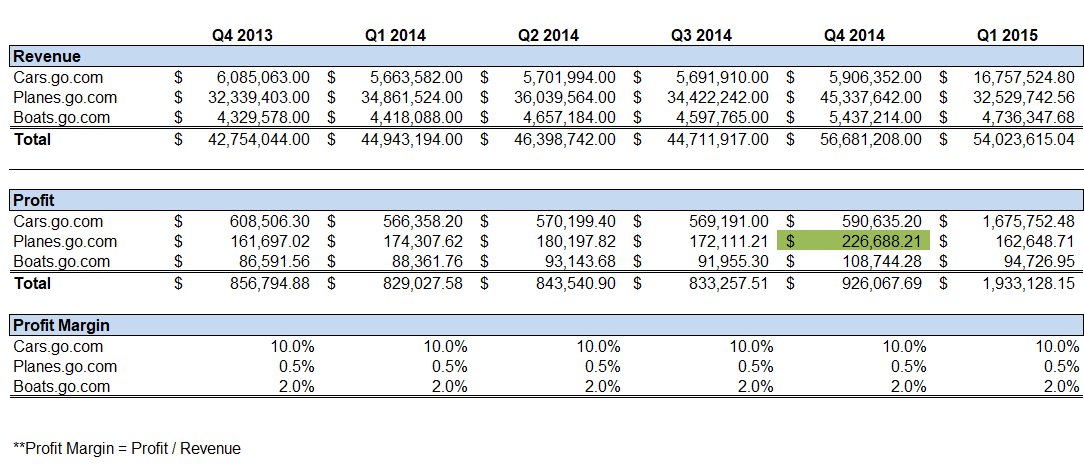 Q4 2013 Q1 2014 Q2 2014 Q3 2014 Q4 2014 Q1 2015
Revenue
Cars.go.com $ 6,085,063.00 $ 5,663,582.00 $ 5,701,994.00 $ 5,691,910.00 $ 5,906,352.00 $ 16,757,524.80
Planes.go.com $ 32,339,403.00 $ 34,861,524.00 $ 36,039,564.00 $ 34,422,242.00 $ 45,337,642.00 $ 32,529,742.56
Boats.go.com $ 4,329,578.00 $ 4,418,088.00 $ 4,657,184.00 $ 4,597,765.00 $ 5,437,214.00 $ 4,736,347.68
Total $ 42,754,044.00 $ 44,943,194.00 $ 46,398,742.00 $ 44,711,917.00 $ 56,681,208.00 $ 54,023,615.04
Profit
Cars.go.com $ 608,506.30 $ 566,358.20 $ 570,199.40 $ 569,191.00 $ 590,635.20 $ 1,675,752.48
Planes.go.com $ 161,697.02 $ 174,307.62 $ 180,197.82 $ 172,111.21 $ 226,688.21 $ 162,648.71
Boats.go.com $ 86,591.56 $ 88,361.76 $ 93,143.68 $ 91,955.30 $ 108,744.28 $ 94,726.95
Total $ 856,794.88 $ 829,027.58 $ 843,540.90 $ 833,257.51 $ 926,067.69 $ 1,933,128.15
Profit Margin
Cars.go.com 10.0% 10.0% 10.0% 10.0% 10.0% 10.0%
Planes.go.com 0.5% 0.5% 0.5% 0.5% 0.5% 0.5%
Boats.go.com 2.0% 2.0% 2.0% 2.0% 2.0% 2.0%
**Profit Margin = Profit / Revenue